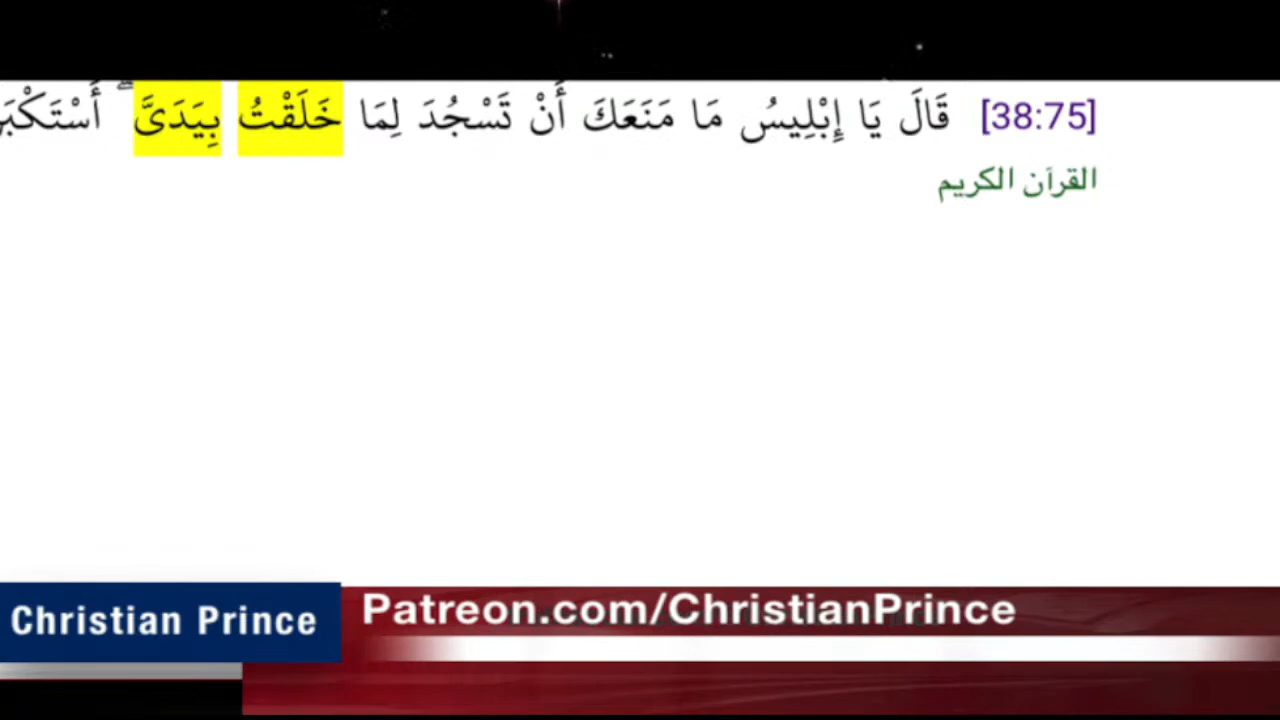 [38:75] قَالَ يَا إِبْلِيسُ مَا مَنَعَكَ أَنْ تَسْجُدَ لِمَا خَلَقْتُ بِيَدَيَّ ۖ أَسْتَكْبَر
القرآن الكريم
Christian Prince
Patreon.com/ChristianPrince